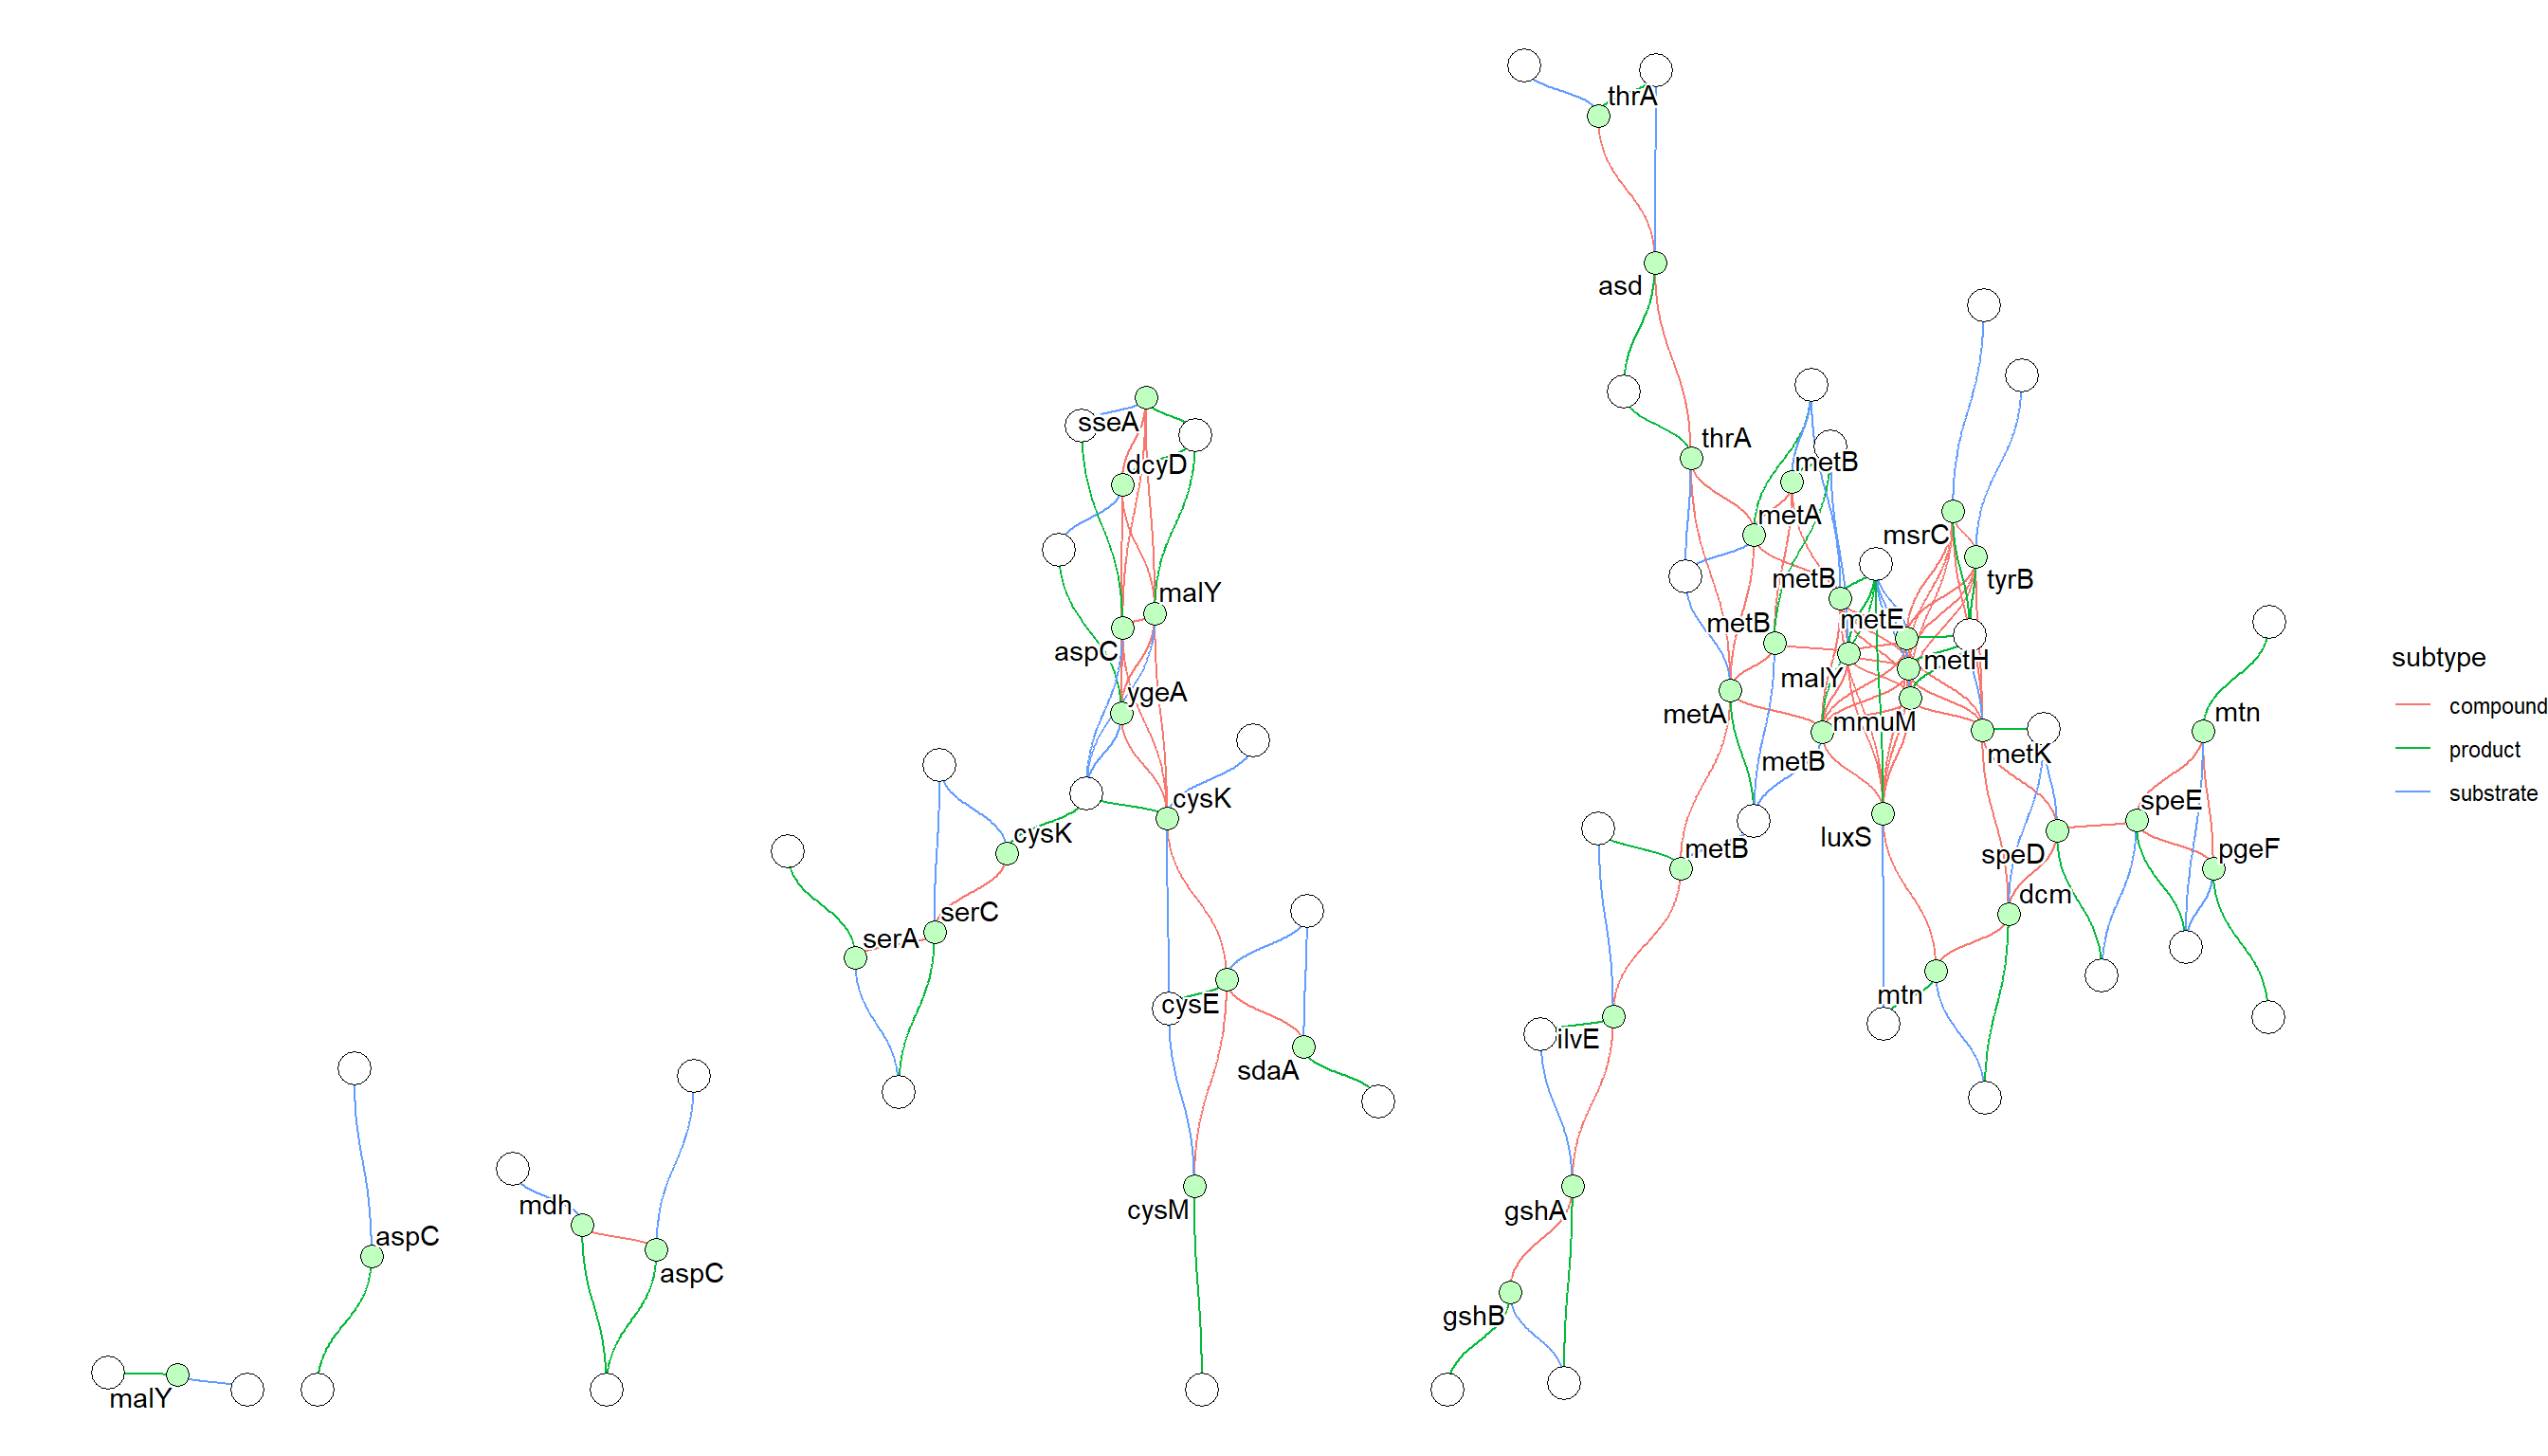 thrA
asd
sseA
thrA
dcyD
metB
metA
msrC
metB
tyrB
malY
metE
metB
aspC
metH
subtype
malY
ygeA
compound
metA
mmuM
mtn
product
metK
metB
substrate
cysK
speE
cysK
luxS
metB
speD
pgeF
dcm
serC
serA
mtn
cysE
ilvE
sdaA
mdh
cysM
gshA
aspC
aspC
gshB
malY